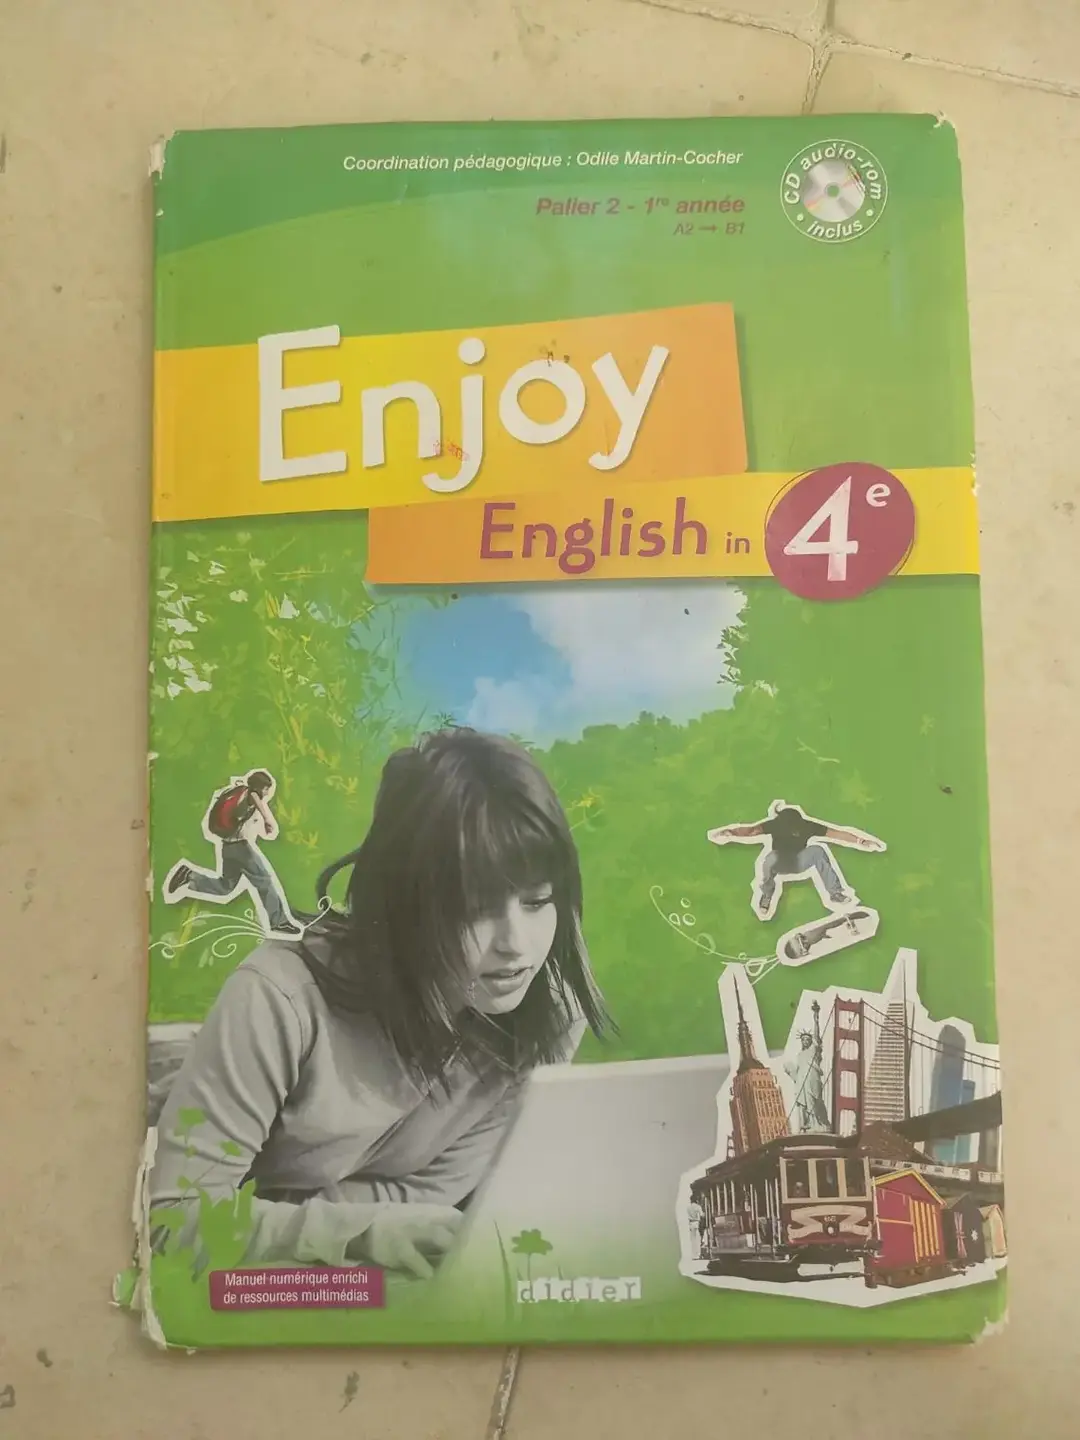 Coordination pédagogique : Odile Martin-Cocher
CD audio-rom
inclus
Palier 2 - 1re année
A2 → B1
Enjoy
English in 4e
Manuel numérique enrichi
de ressources multimédias
didier